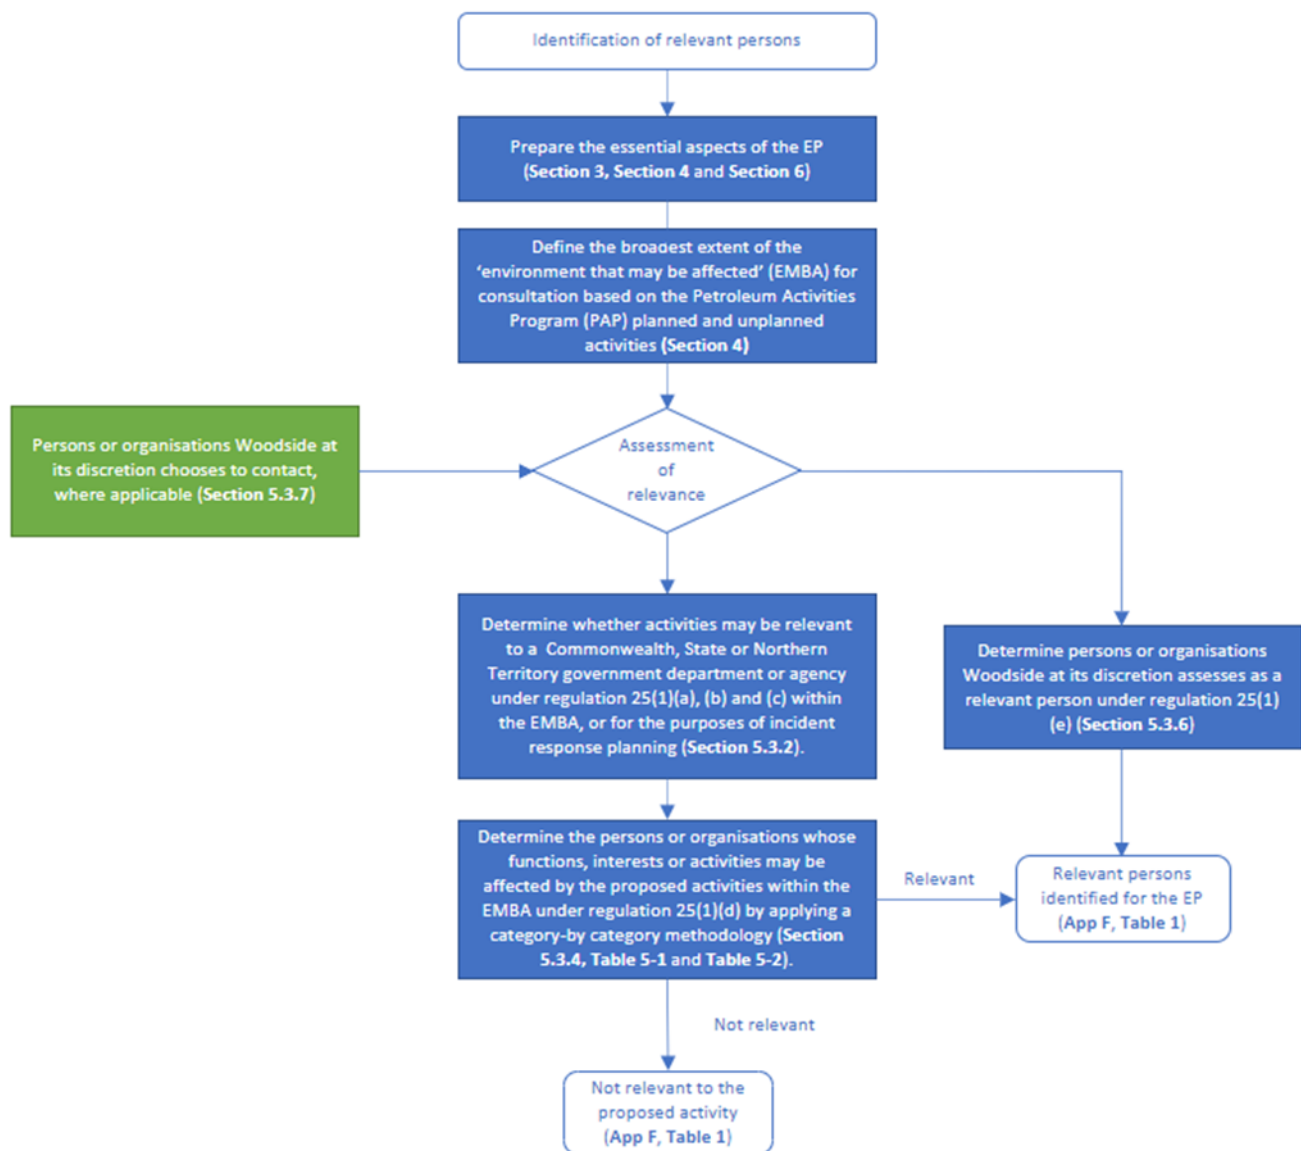 Identification of relevant persons
Prepare the essential aspects of the EP
(Section 3, Section 4 and Section 6)
Define the broadest extent of the
‘environment that may be affected’ (EMBA) for
consultation based on the Petroleum Activities
Program (PAP) planned and unplanned
activities (Section 4)
Persons or organisations Woodside at
its discretion chooses to contact,
where applicable (Section 5.3.7)
Assessment
of
relevance
Determine whether activities may be relevant
to a Commonwealth, State or Northern
Territory government department or agency
under regulation 25(1)(a), (b) and (c) within
the EMBA, or for the purposes of incident
response planning (Section 5.3.2).
Determine persons or organisations
Woodside at its discretion assesses as a
relevant person under regulation 25(1)
(e) (Section 5.3.6)
Determine the persons or organisations whose
functions, interests or activities may be
affected by the proposed activities within the
EMBA under regulation 25(1)(d) by applying a
category-by category methodology (Section
5.3.4, Table 5-1 and Table 5-2).
Relevant
Relevant persons
identified for the EP
(App F, Table 1)
Not relevant
Not relevant to the
proposed activity
(App F, Table 1)